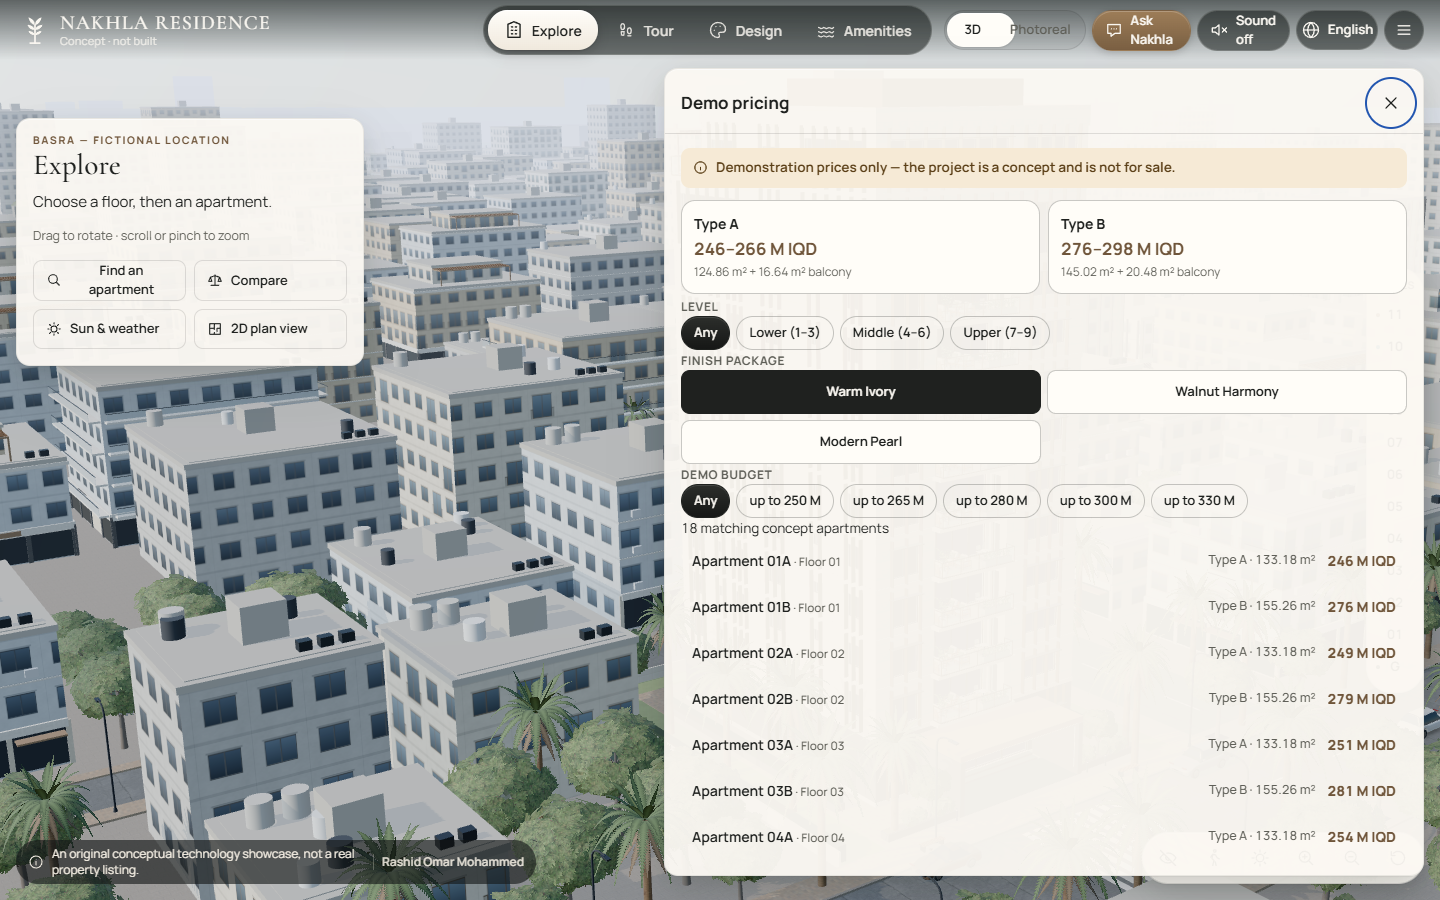 NAKHLA RESIDENCE
Concept · not built
Explore
Tour
Design
Amenities
3D
Photoreal
Ask
Nakhla
Sound
off
English
BASRA — FICTIONAL LOCATION
Explore
Choose a floor, then an apartment.
Drag to rotate · scroll or pinch to zoom
Find an
apartment
Compare
Sun & weather
2D plan view
Demo pricing
Demonstration prices only — the project is a concept and is not for sale.
Type A
246–266 M IQD
124.86 m² + 16.64 m² balcony
Type B
276–298 M IQD
145.02 m² + 20.48 m² balcony
LEVEL
Any
Lower (1–3)
Middle (4–6)
Upper (7–9)
FINISH PACKAGE
Warm Ivory
Walnut Harmony
Modern Pearl
DEMO BUDGET
Any
up to 250 M
up to 265 M
up to 280 M
up to 300 M
up to 330 M
18 matching concept apartments
Apartment 01A · Floor 01 Type A · 133.18 m² 246 M IQD
Apartment 01B · Floor 01 Type B · 155.26 m² 276 M IQD
Apartment 02A · Floor 02 Type A · 133.18 m² 249 M IQD
Apartment 02B · Floor 02 Type B · 155.26 m² 279 M IQD
Apartment 03A · Floor 03 Type A · 133.18 m² 251 M IQD
Apartment 03B · Floor 03 Type B · 155.26 m² 281 M IQD
Apartment 04A · Floor 04 Type A · 133.18 m² 254 M IQD
11
10
07
06
05
04
03
01
G
An original conceptual technology showcase, not a real
property listing.
Rashid Omar Mohammed